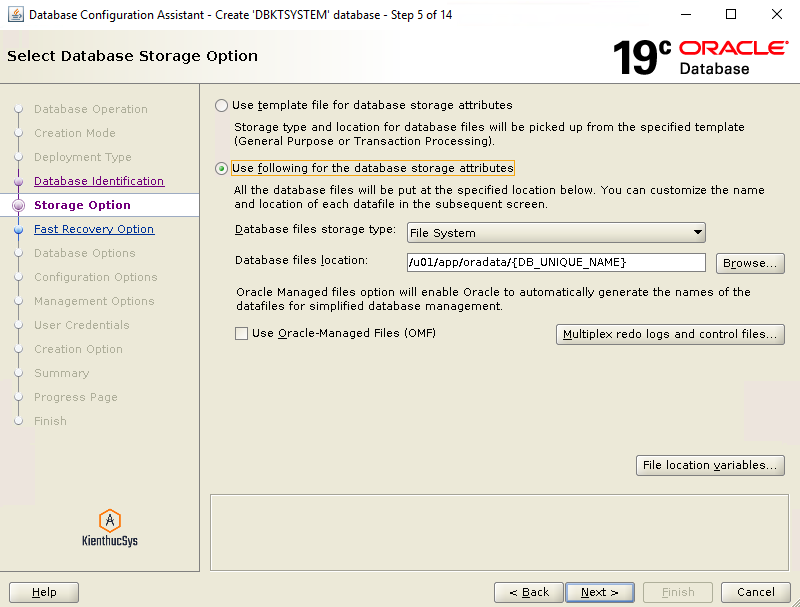 Database Configuration Assistant - Create 'DBKTSYSTEM' database - Step 5 of 14
Select Database Storage Option
19c ORACLE
Database
Database Operation
Creation Mode
Deployment Type
Database Identification
Storage Option
Fast Recovery Option
Database Options
Configuration Options
Management Options
User Credentials
Creation Option
Summary
Progress Page
Finish
KienthucSys
Use template file for database storage attributes
Storage type and location for database files will be picked up from the specified template
(General Purpose or Transaction Processing).
Use following for the database storage attributes
All the database files will be put at the specified location below. You can customize the name
and location of each datafile in the subsequent screen.
Database files storage type: File System
Database files location: /u01/app/oradata/{DB_UNIQUE_NAME} Browse...
Oracle Managed files option will enable Oracle to automatically generate the names of the
datafiles for simplified database management.
Use Oracle-Managed Files (OMF) Multiplex redo logs and control files...
File location variables...
Help < Back Next > Finish Cancel